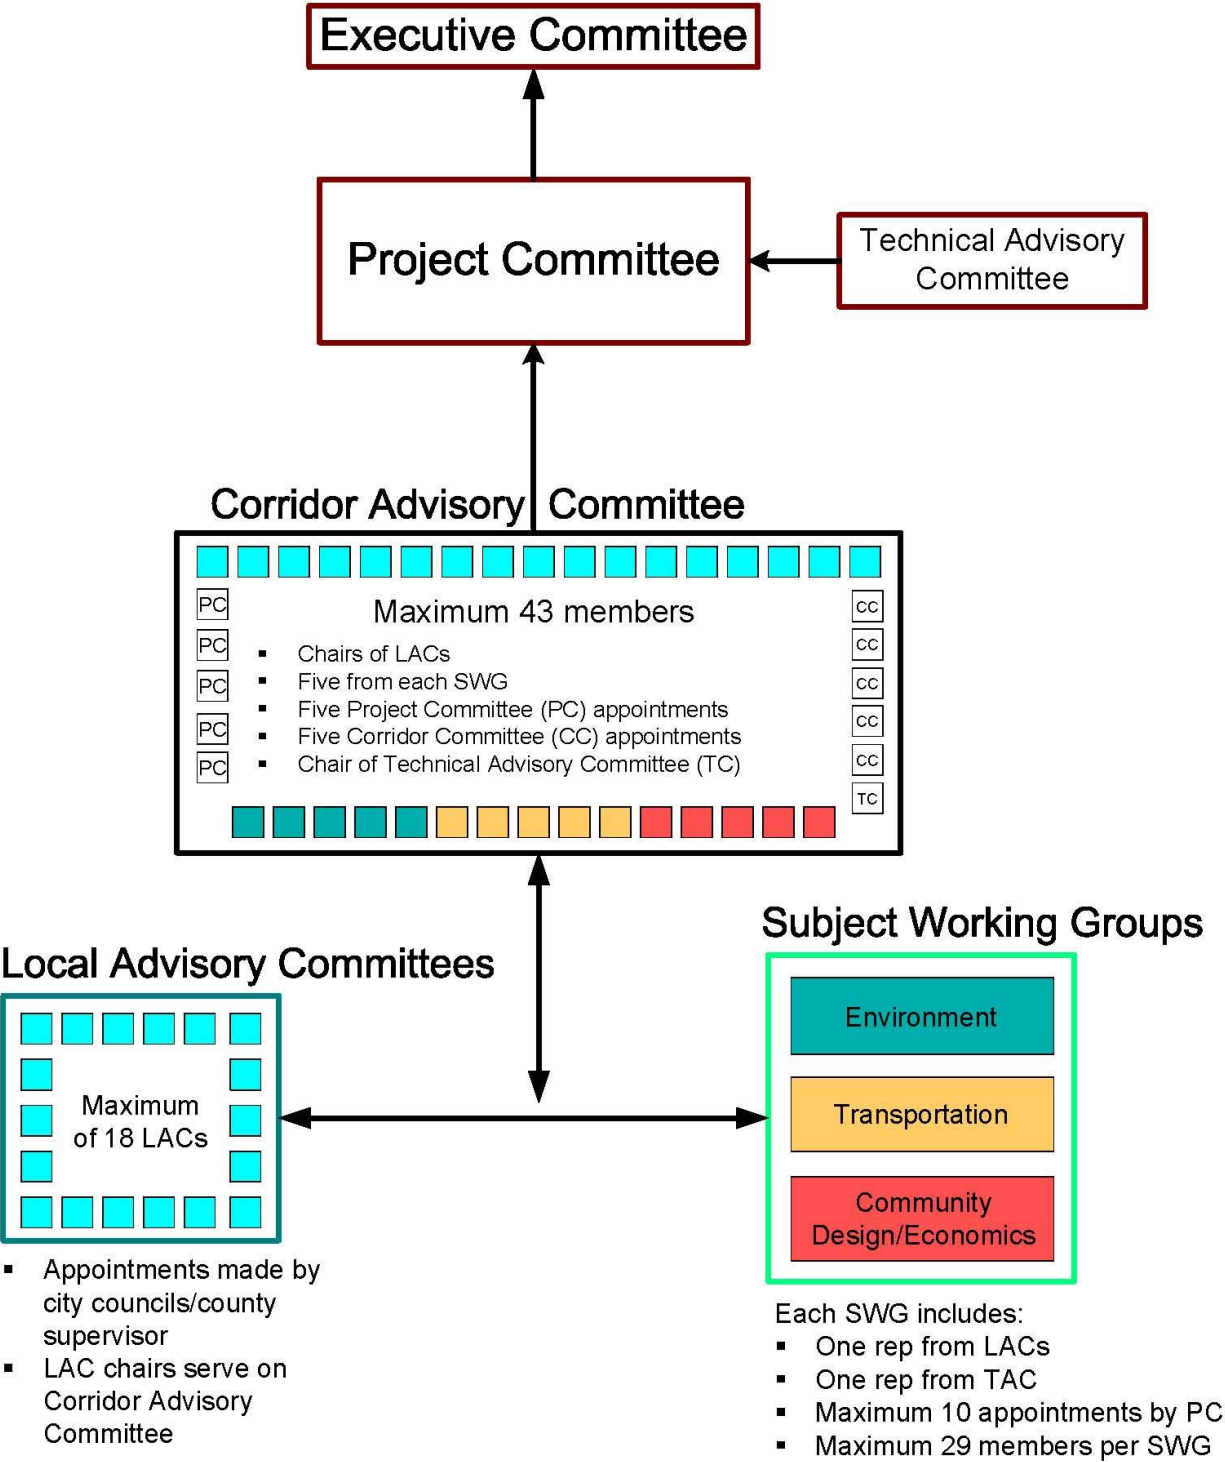 Executive Committee
Project Committee
Technical Advisory
Committee
Corridor Advisory Committee
Maximum 43 members
▪ Chairs of LACs
▪ Five from each SWG
▪ Five Project Committee (PC) appointments
▪ Five Corridor Committee (CC) appointments
▪ Chair of Technical Advisory Committee (TC)
PC
PC
PC
PC
PC
CC
CC
CC
CC
CC
TC
Local Advisory Committees
Maximum
of 18 LACs
▪ Appointments made by
city councils/county
supervisor
▪ LAC chairs serve on
Corridor Advisory
Committee
Subject Working Groups
Environment
Transportation
Community
Design/Economics
Each SWG includes:
▪ One rep from LACs
▪ One rep from TAC
▪ Maximum 10 appointments by PC
▪ Maximum 29 members per SWG